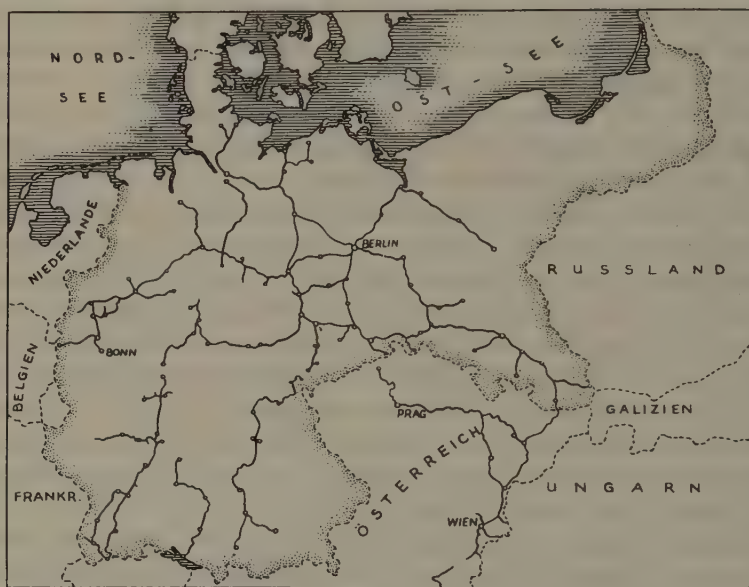 NORD-
SEE
OST-SEE
NIEDERLANDE
BERLIN
RUSSLAND
BELGIEN
BONN
PRAG
GALIZIEN
FRANKR.
ÖSTERREICH
UNGARN
WIEN